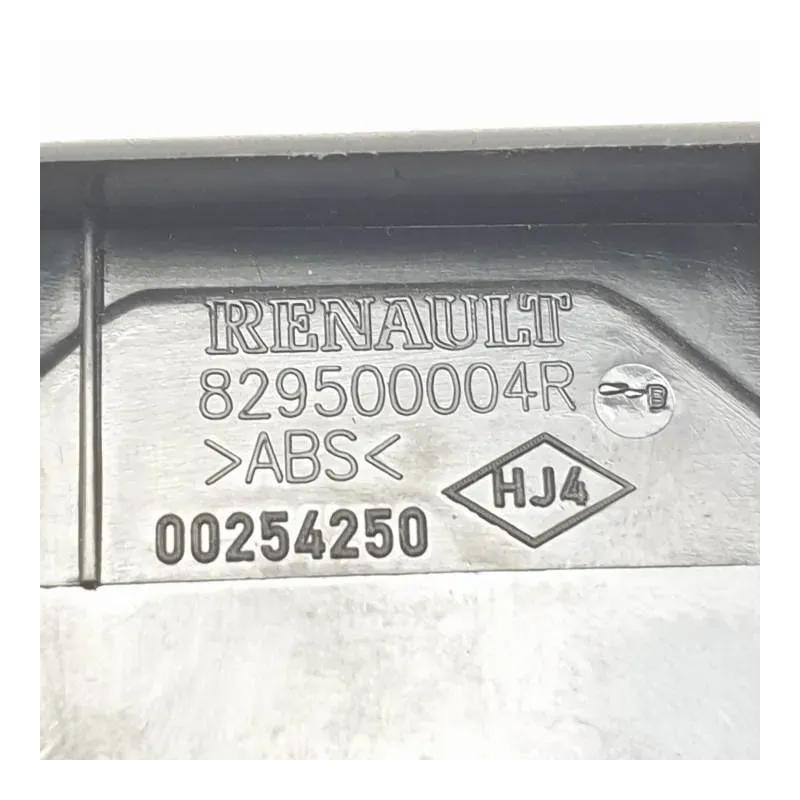 RENAULT
829500004R
B
>ABS<
HJ4
00254250